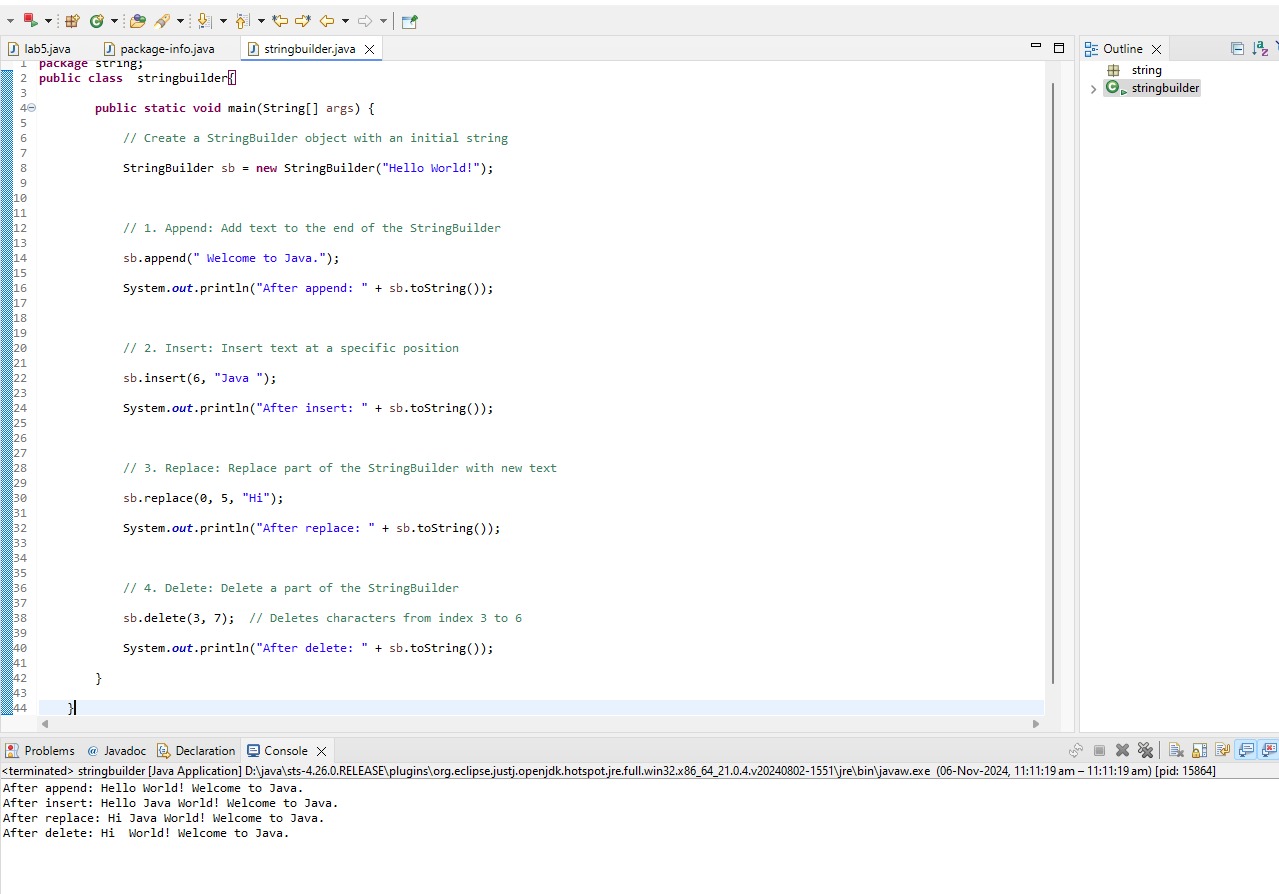 lab5.java package-info.java stringbuilder.java
1 package string;
2 public class  stringbuilder{
3
4 public static void main(String[] args) {
5
6 // Create a StringBuilder object with an initial string
7
8 StringBuilder sb = new StringBuilder("Hello World!");
9
10
11
12 // 1. Append: Add text to the end of the StringBuilder
13
14 sb.append(" Welcome to Java.");
15
16 System.out.println("After append: " + sb.toString());
17
18
19
20 // 2. Insert: Insert text at a specific position
21
22 sb.insert(6, "Java ");
23
24 System.out.println("After insert: " + sb.toString());
25
26
27
28 // 3. Replace: Replace part of the StringBuilder with new text
29
30 sb.replace(0, 5, "Hi");
31
32 System.out.println("After replace: " + sb.toString());
33
34
35
36 // 4. Delete: Delete a part of the StringBuilder
37
38 sb.delete(3, 7);  // Deletes characters from index 3 to 6
39
40 System.out.println("After delete: " + sb.toString());
41
42 }
43
44 }
Outline
string
stringbuilder
Problems @ Javadoc Declaration Console
<terminated> stringbuilder [Java Application] D:\java\sts-4.26.0.RELEASE\plugins\org.eclipse.justj.openjdk.hotspot.jre.full.win32.x86_64_21.0.4.v20240802-1551\jre\bin\javaw.exe (06-Nov-2024, 11:11:19 am – 11:11:19 am) [pid: 15864]
After append: Hello World! Welcome to Java.
After insert: Hello Java World! Welcome to Java.
After replace: Hi Java World! Welcome to Java.
After delete: Hi  World! Welcome to Java.